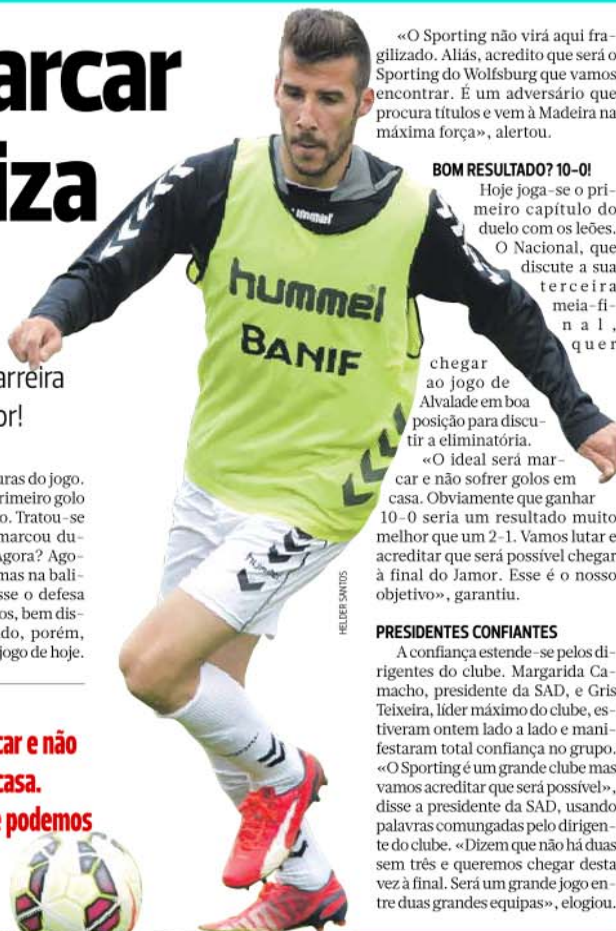 arcar
iza
arreira
or!
uras do jogo.
rimeiro golo
o. Tratou-se
marcou du-
Agora? Ago-
mas na bali-
sse o defesa
os, bem dis-
do, porém,
jogo de hoje.
car e não
casa.
e podemos
hummel
hummel
BANIF
hummel
HELDER SANTOS
«O Sporting não virá aqui fra-
gilizado. Aliás, acredito que será o
Sporting do Wolfsburg que vamos
encontrar. É um adversário que
procura títulos e vem à Madeira na
máxima força», alertou.
BOM RESULTADO? 10-0!
Hoje joga-se o pri-
meiro capítulo do
duelo com os leões.
O Nacional, que
discute a sua
terceira
meia-fi-
nal,
quer
chegar
ao jogo de
Alvalade em boa
posição para discu-
tir a eliminatória.
«O ideal será mar-
car e não sofrer golos em
casa. Obviamente que ganhar
10-0 seria um resultado muito
melhor que um 2-1. Vamos lutar e
acreditar que será possível chegar
à final do Jamor. Esse é o nosso
objetivo», garantiu.
PRESIDENTES CONFIANTES
A confiança estende-se pelos di-
rigentes do clube. Margarida Ca-
macho, presidente da SAD, e Gris
Teixeira, líder máximo do clube, es-
tiveram ontem lado a lado e mani-
festaram total confiança no grupo.
«O Sporting é um grande clube mas
vamos acreditar que será possível»,
disse a presidente da SAD, usando
palavras comungadas pelo dirigen-
te do clube. «Dizem que não há duas
sem três e queremos chegar desta
vez à final. Será um grande jogo en-
tre duas grandes equipas», elogiou.